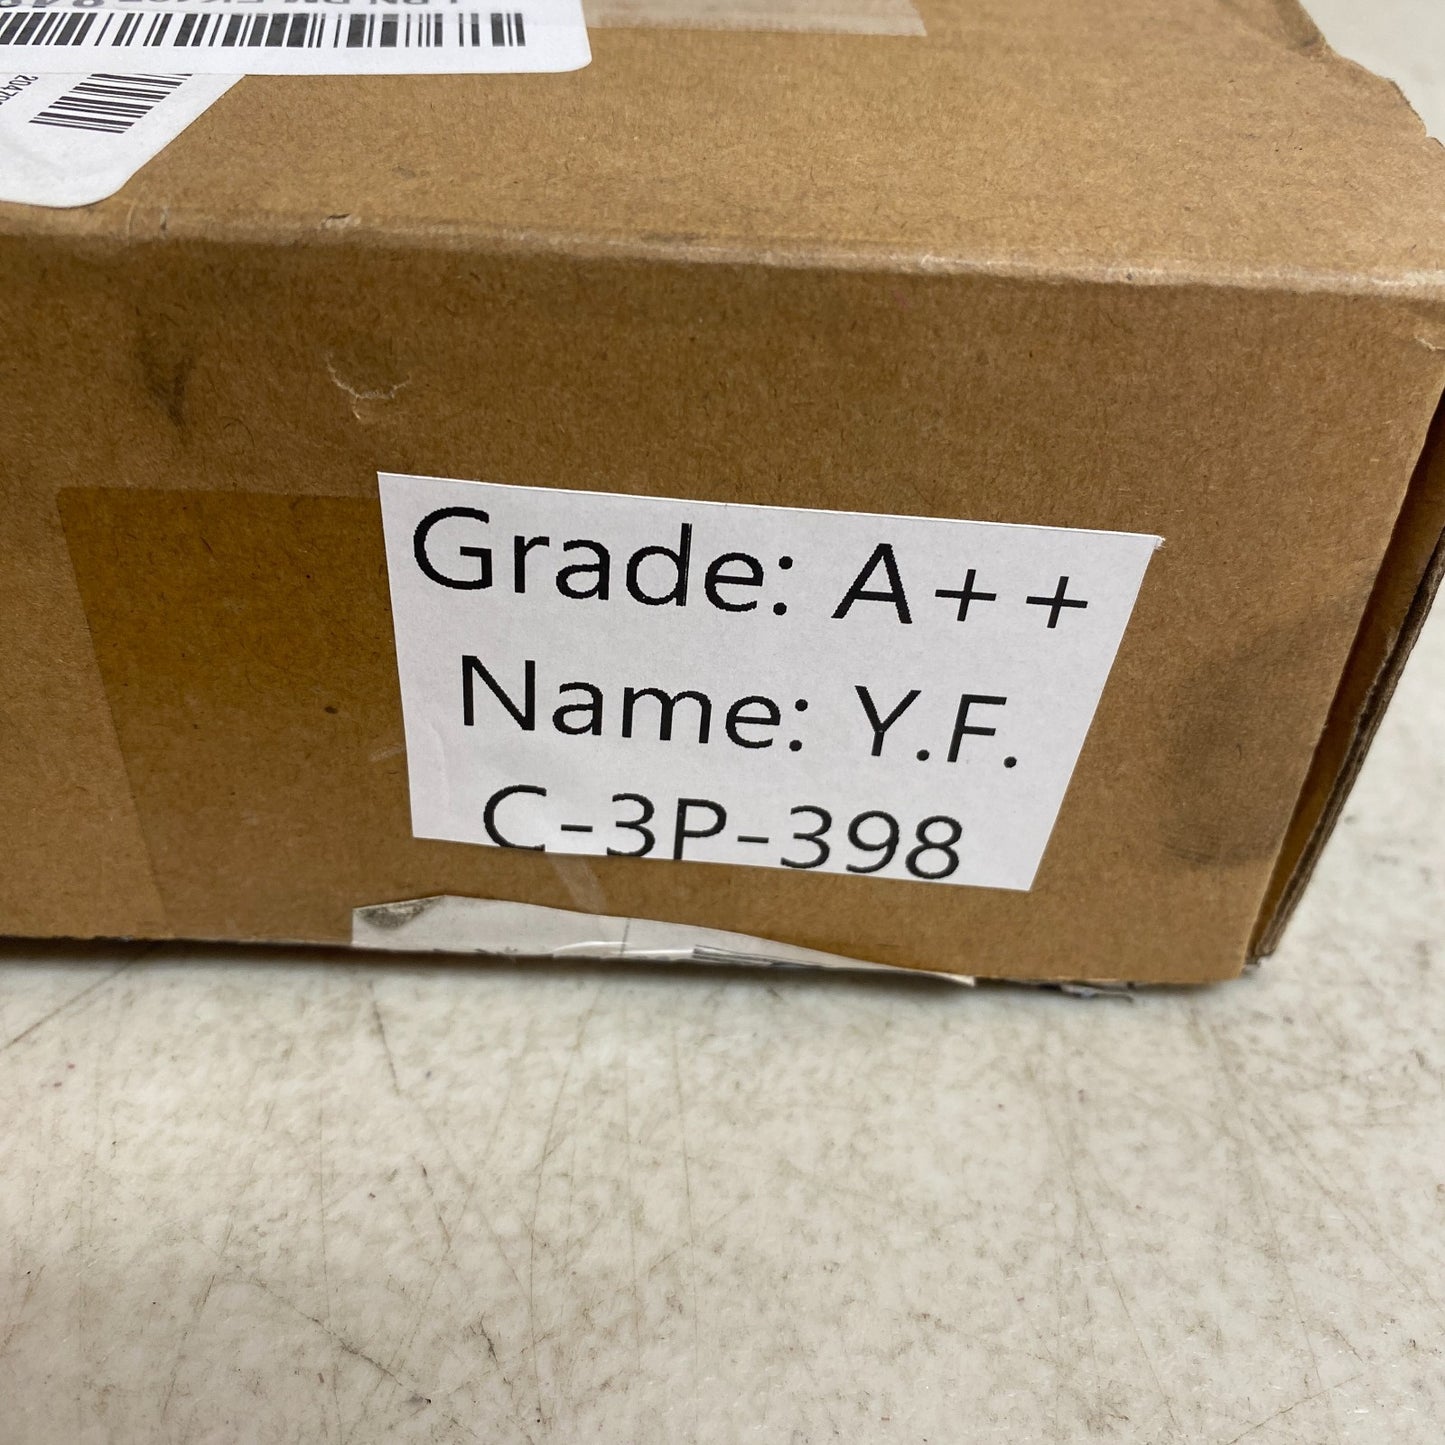 Grade: A++
Name: Y.F.
C-3P-398